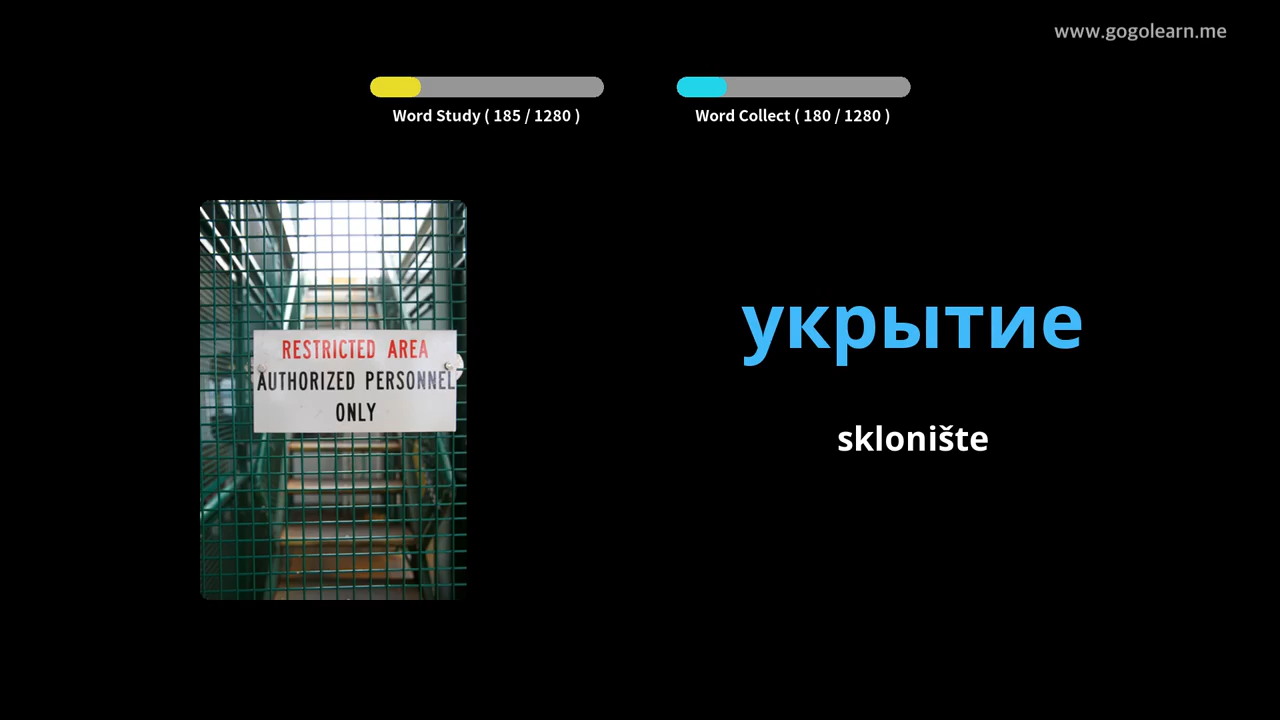 www.gogolearn.me
Word Study ( 185 / 1280 )
Word Collect ( 180 / 1280 )
RESTRICTED AREA
AUTHORIZED PERSONNEL
ONLY
укрытие
sklonište